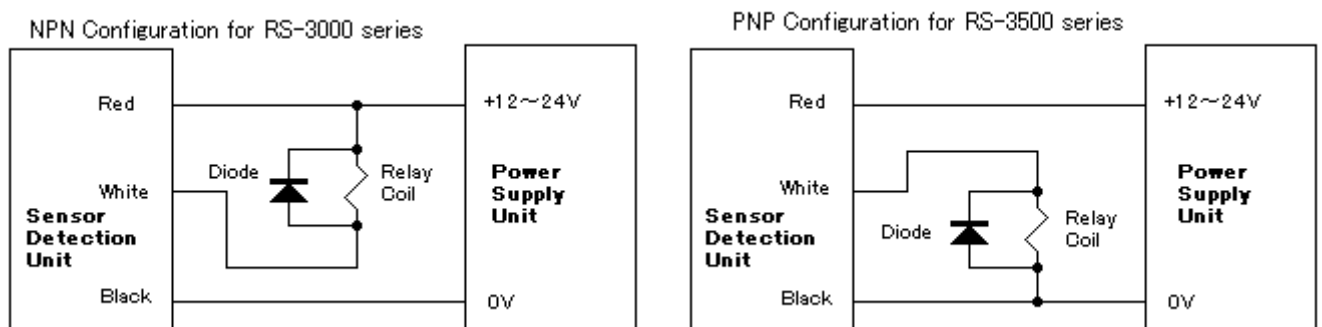 NPN Configuration for RS-3000 series
Red
+12～24V
Diode
Relay
Coil
White
Power
Supply
Unit
Sensor
Detection
Unit
Black
0V
PNP Configuration for RS-3500 series
Red
+12～24V
White
Power
Supply
Unit
Sensor
Detection
Unit
Diode
Relay
Coil
Black
0V